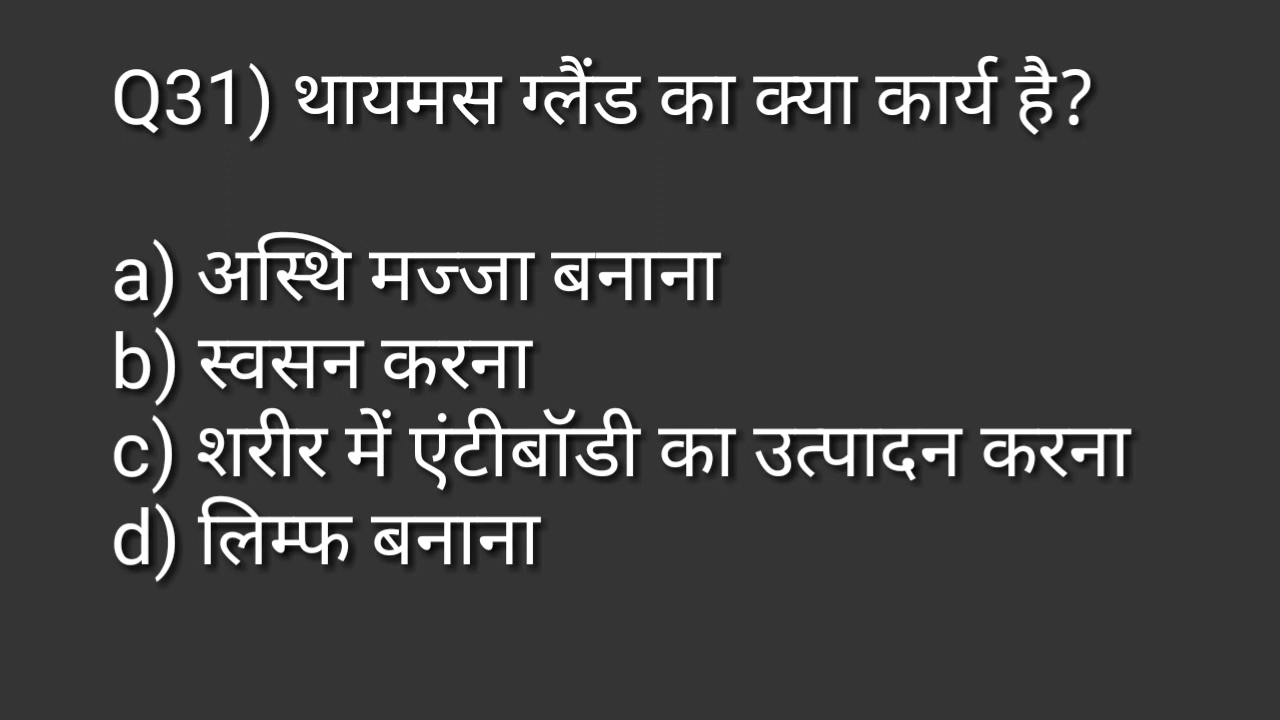 Q31) थायमस ग्लैंड का क्या कार्य है?
a) अस्थि मज्जा बनाना
b) स्वसन करना
c) शरीर में एंटीबॉडी का उत्पादन करना
d) लिम्फ बनाना